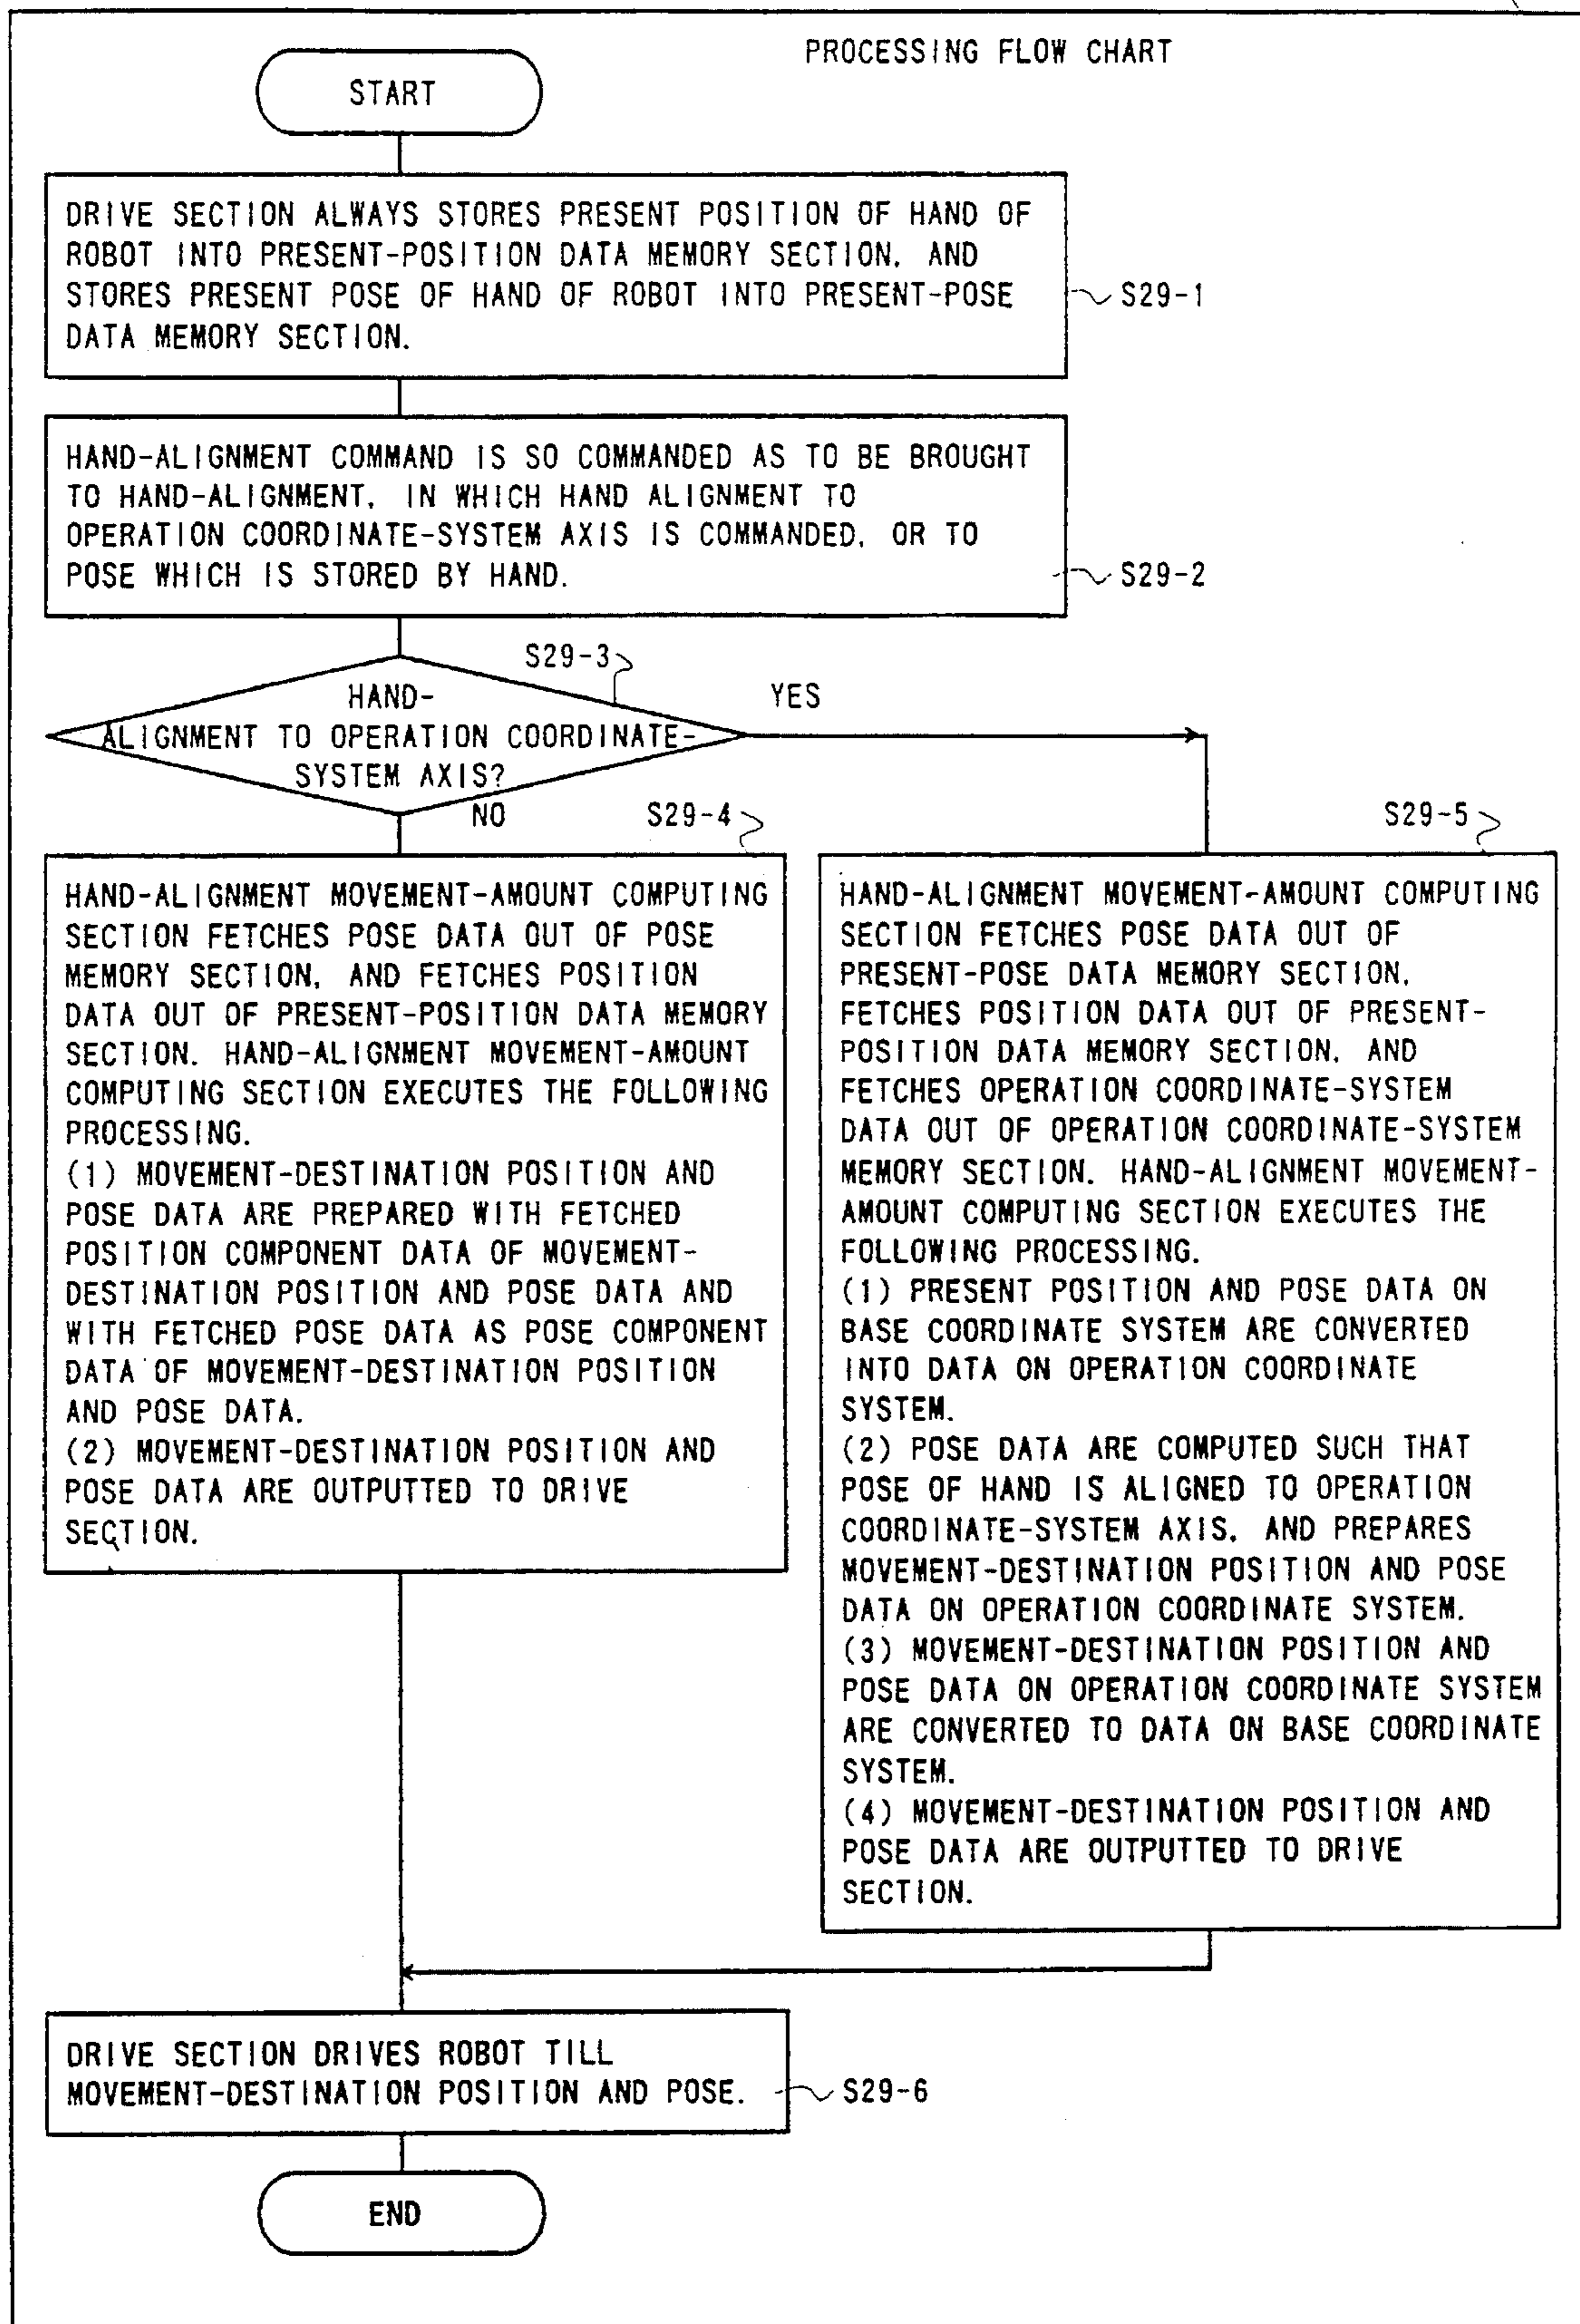 PROCESSING FLOW CHART
START
DRIVE SECTION ALWAYS STORES PRESENT POSITION OF HAND OF
ROBOT INTO PRESENT-POSITION DATA MEMORY SECTION, AND
STORES PRESENT POSE OF HAND OF ROBOT INTO PRESENT-POSE
DATA MEMORY SECTION.
S29-1
HAND-ALIGNMENT COMMAND IS SO COMMANDED AS TO BE BROUGHT
TO HAND-ALIGNMENT, IN WHICH HAND ALIGNMENT TO
OPERATION COORDINATE-SYSTEM AXIS IS COMMANDED, OR TO
POSE WHICH IS STORED BY HAND.
S29-2
S29-3
HAND-
ALIGNMENT TO OPERATION COORDINATE-
SYSTEM AXIS?
YES
NO
S29-4
HAND-ALIGNMENT MOVEMENT-AMOUNT COMPUTING
SECTION FETCHES POSE DATA OUT OF POSE
MEMORY SECTION, AND FETCHES POSITION
DATA OUT OF PRESENT-POSITION DATA MEMORY
SECTION. HAND-ALIGNMENT MOVEMENT-AMOUNT
COMPUTING SECTION EXECUTES THE FOLLOWING
PROCESSING.
(1) MOVEMENT-DESTINATION POSITION AND
POSE DATA ARE PREPARED WITH FETCHED
POSITION COMPONENT DATA OF MOVEMENT-
DESTINATION POSITION AND POSE DATA AND
WITH FETCHED POSE DATA AS POSE COMPONENT
DATA OF MOVEMENT-DESTINATION POSITION
AND POSE DATA.
(2) MOVEMENT-DESTINATION POSITION AND
POSE DATA ARE OUTPUTTED TO DRIVE
SECTION.
S29-5
HAND-ALIGNMENT MOVEMENT-AMOUNT COMPUTING
SECTION FETCHES POSE DATA OUT OF
PRESENT-POSE DATA MEMORY SECTION,
FETCHES POSITION DATA OUT OF PRESENT-
POSITION DATA MEMORY SECTION, AND
FETCHES OPERATION COORDINATE-SYSTEM
DATA OUT OF OPERATION COORDINATE-SYSTEM
MEMORY SECTION. HAND-ALIGNMENT MOVEMENT-
AMOUNT COMPUTING SECTION EXECUTES THE
FOLLOWING PROCESSING.
(1) PRESENT POSITION AND POSE DATA ON
BASE COORDINATE SYSTEM ARE CONVERTED
INTO DATA ON OPERATION COORDINATE
SYSTEM.
(2) POSE DATA ARE COMPUTED SUCH THAT
POSE OF HAND IS ALIGNED TO OPERATION
COORDINATE-SYSTEM AXIS, AND PREPARES
MOVEMENT-DESTINATION POSITION AND POSE
DATA ON OPERATION COORDINATE SYSTEM.
(3) MOVEMENT-DESTINATION POSITION AND
POSE DATA ON OPERATION COORDINATE SYSTEM
ARE CONVERTED TO DATA ON BASE COORDINATE
SYSTEM.
(4) MOVEMENT-DESTINATION POSITION AND
POSE DATA ARE OUTPUTTED TO DRIVE
SECTION.
DRIVE SECTION DRIVES ROBOT TILL
MOVEMENT-DESTINATION POSITION AND POSE.
S29-6
END